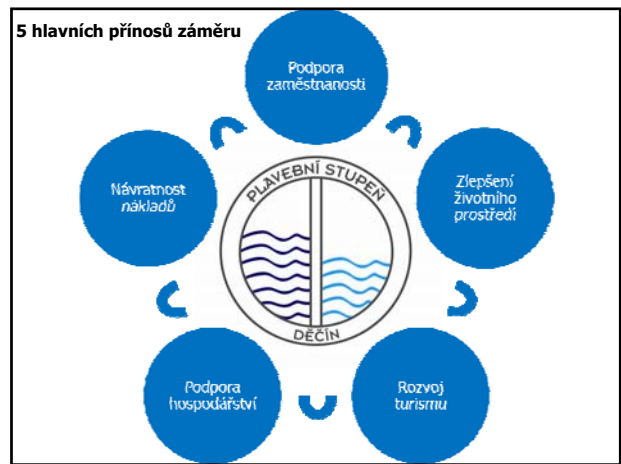 5 hlavních přínosů záměru
Podpora
zaměstnanosti
Zlepšení
životního
prostředí
Rozvoj
turismu
Podpora
hospodářství
Návratnost
nákladů
PLAVEBNÍ STUPEŇ
DĚČÍN